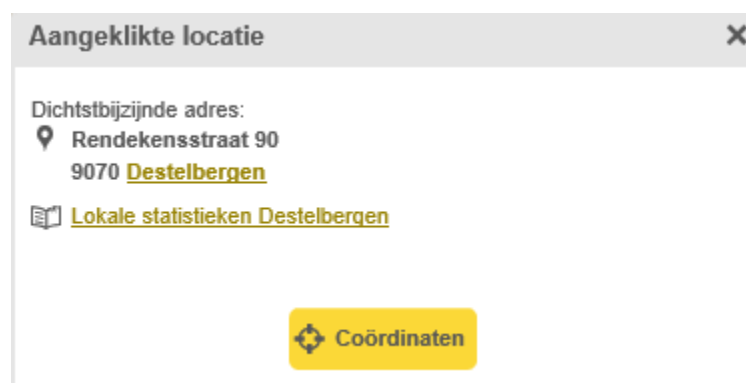 Aangeklikte locatie
Dichtstbijzijnde adres:
Rendekensstraat 90
9070 Destelbergen
Lokale statistieken Destelbergen
Coördinaten